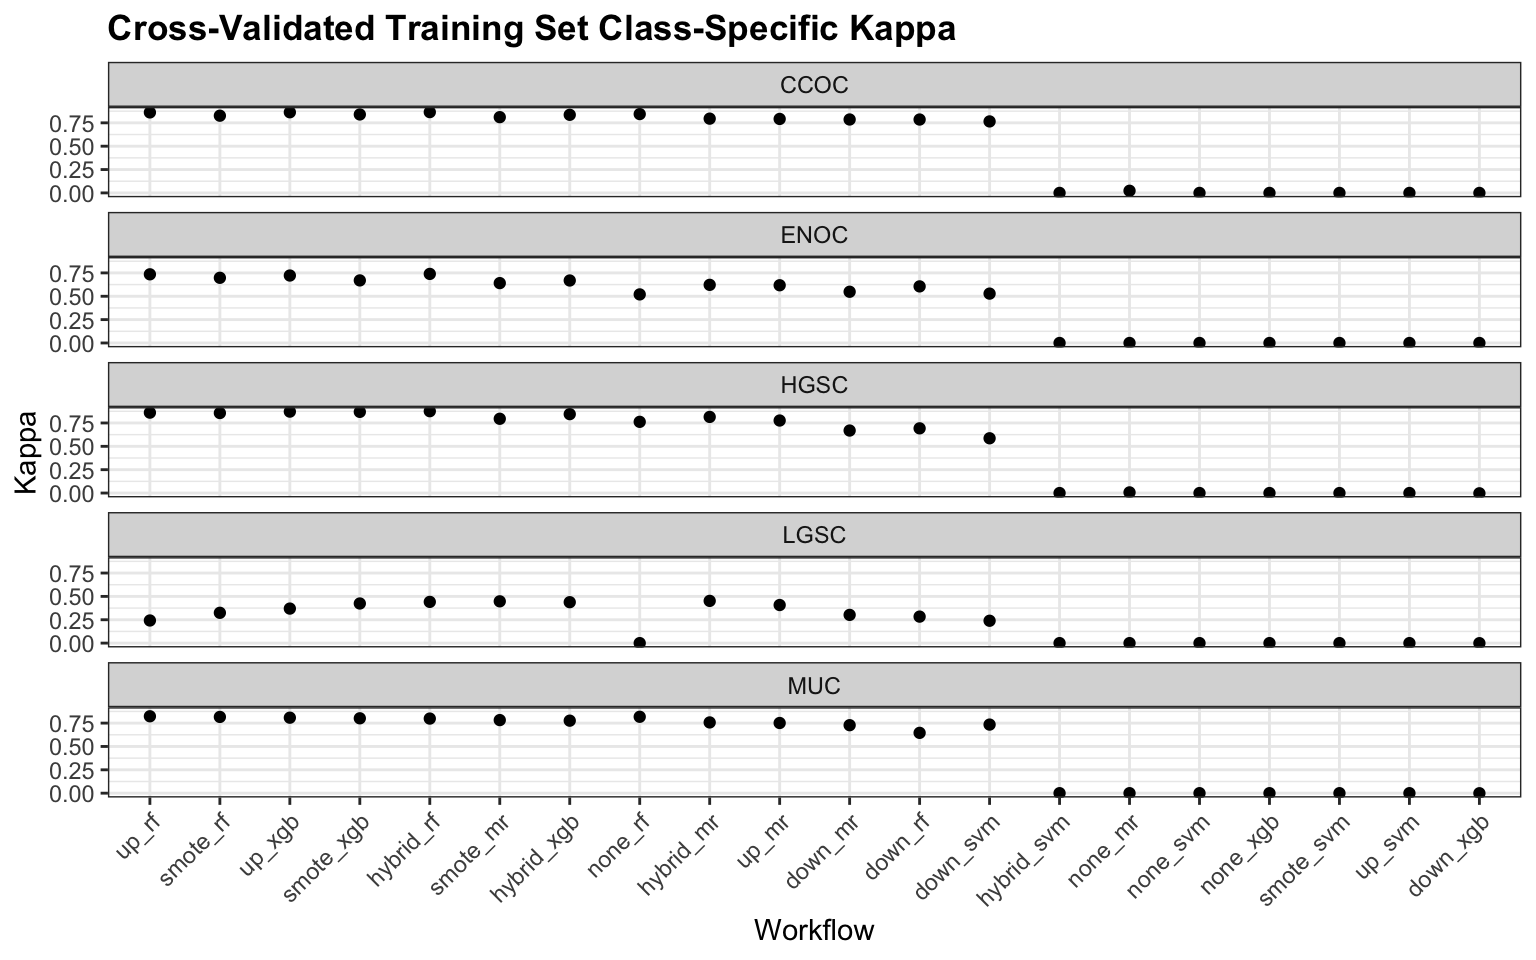 Cross-Validated Training Set Class-Specific Kappa
CCOC
0.75
0.50
0.25
0.00
ENOC
0.75
0.50
0.25
0.00
HGSC
0.75
0.50
0.25
0.00
Kappa
LGSC
0.75
0.50
0.25
0.00
MUC
0.75
0.50
0.25
0.00
up_rf
smote_rf
up_xgb
smote_xgb
hybrid_rf
smote_mr
hybrid_xgb
none_rf
hybrid_mr
up_mr
down_mr
down_rf
down_svm
hybrid_svm
none_mr
none_svm
none_xgb
smote_svm
up_svm
down_xgb
Workflow